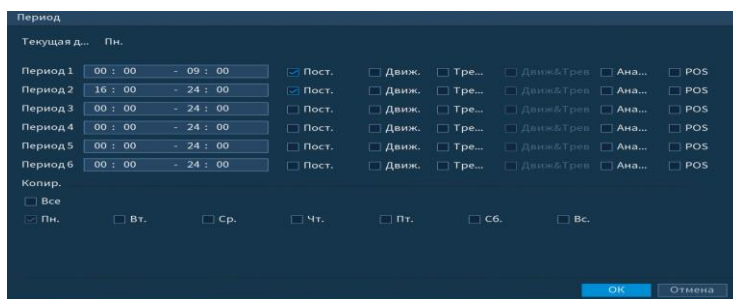 Период
Текущая д... Пн.
Период 1 00 : 00 - 09 : 00 Пост. Движ. Тре... Движ&Трев Ана... POS
Период 2 16 : 00 - 24 : 00 Пост. Движ. Тре... Движ&Трев Ана... POS
Период 3 00 : 00 - 24 : 00 Пост. Движ. Тре... Движ&Трев Ана... POS
Период 4 00 : 00 - 24 : 00 Пост. Движ. Тре... Движ&Трев Ана... POS
Период 5 00 : 00 - 24 : 00 Пост. Движ. Тре... Движ&Трев Ана... POS
Период 6 00 : 00 - 24 : 00 Пост. Движ. Тре... Движ&Трев Ана... POS
Копир.
Все
Пн. Вт. Ср. Чт. Пт. Сб. Вс.
OK Отмена